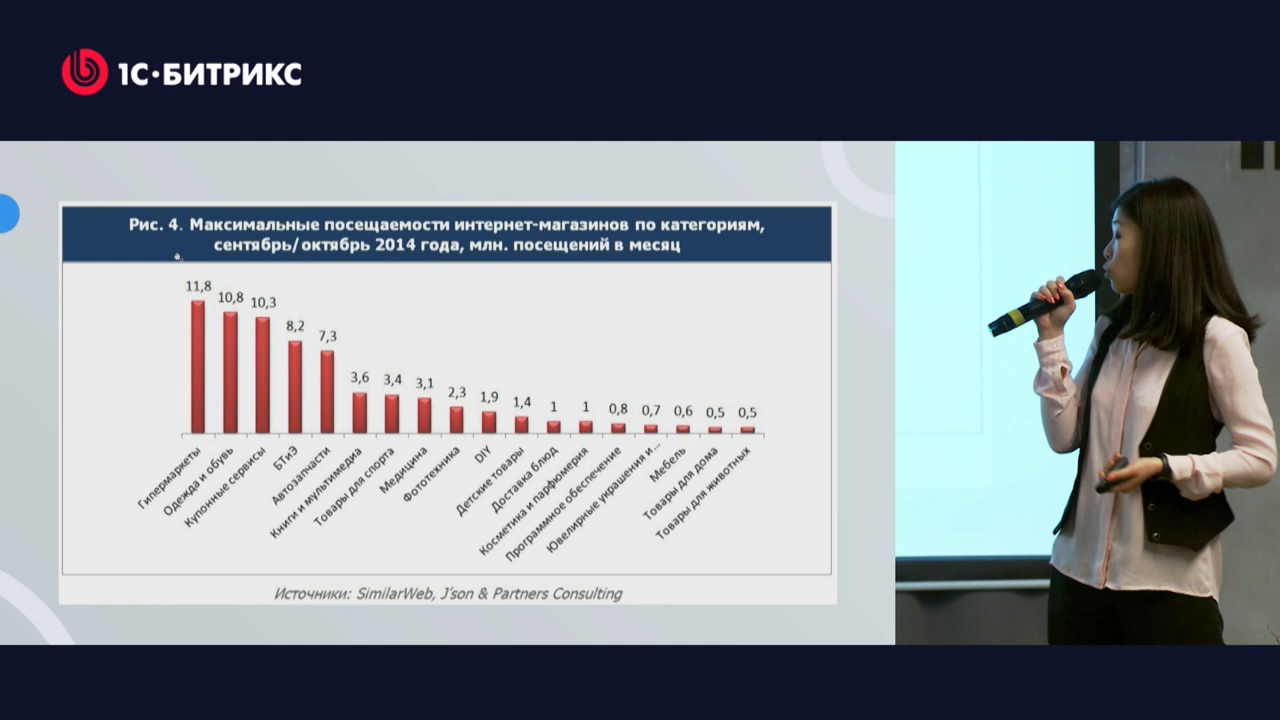 1С·БИТРИКС
Рис. 4. Максимальные посещаемости интернет-магазинов по категориям,
сентябрь/октябрь 2014 года, млн. посещений в месяц
11,8
10,8
10,3
8,2
7,3
3,6
3,4
3,1
2,3
1,9
1,4
1
1
0,8
0,7
0,6
0,5
0,5
Гипермаркеты
Одежда и обувь
Купонные сервисы
БТиЭ
Автозапчасти
Книги и мультимедиа
Товары для спорта
Медицина
Фототехника
DIY
Детские товары
Доставка блюд
Косметика и парфюмерия
Программное обеспечение
Ювелирные украшения и...
Мебель
Товары для дома
Товары для животных
Источники: SimilarWeb, J'son & Partners Consulting